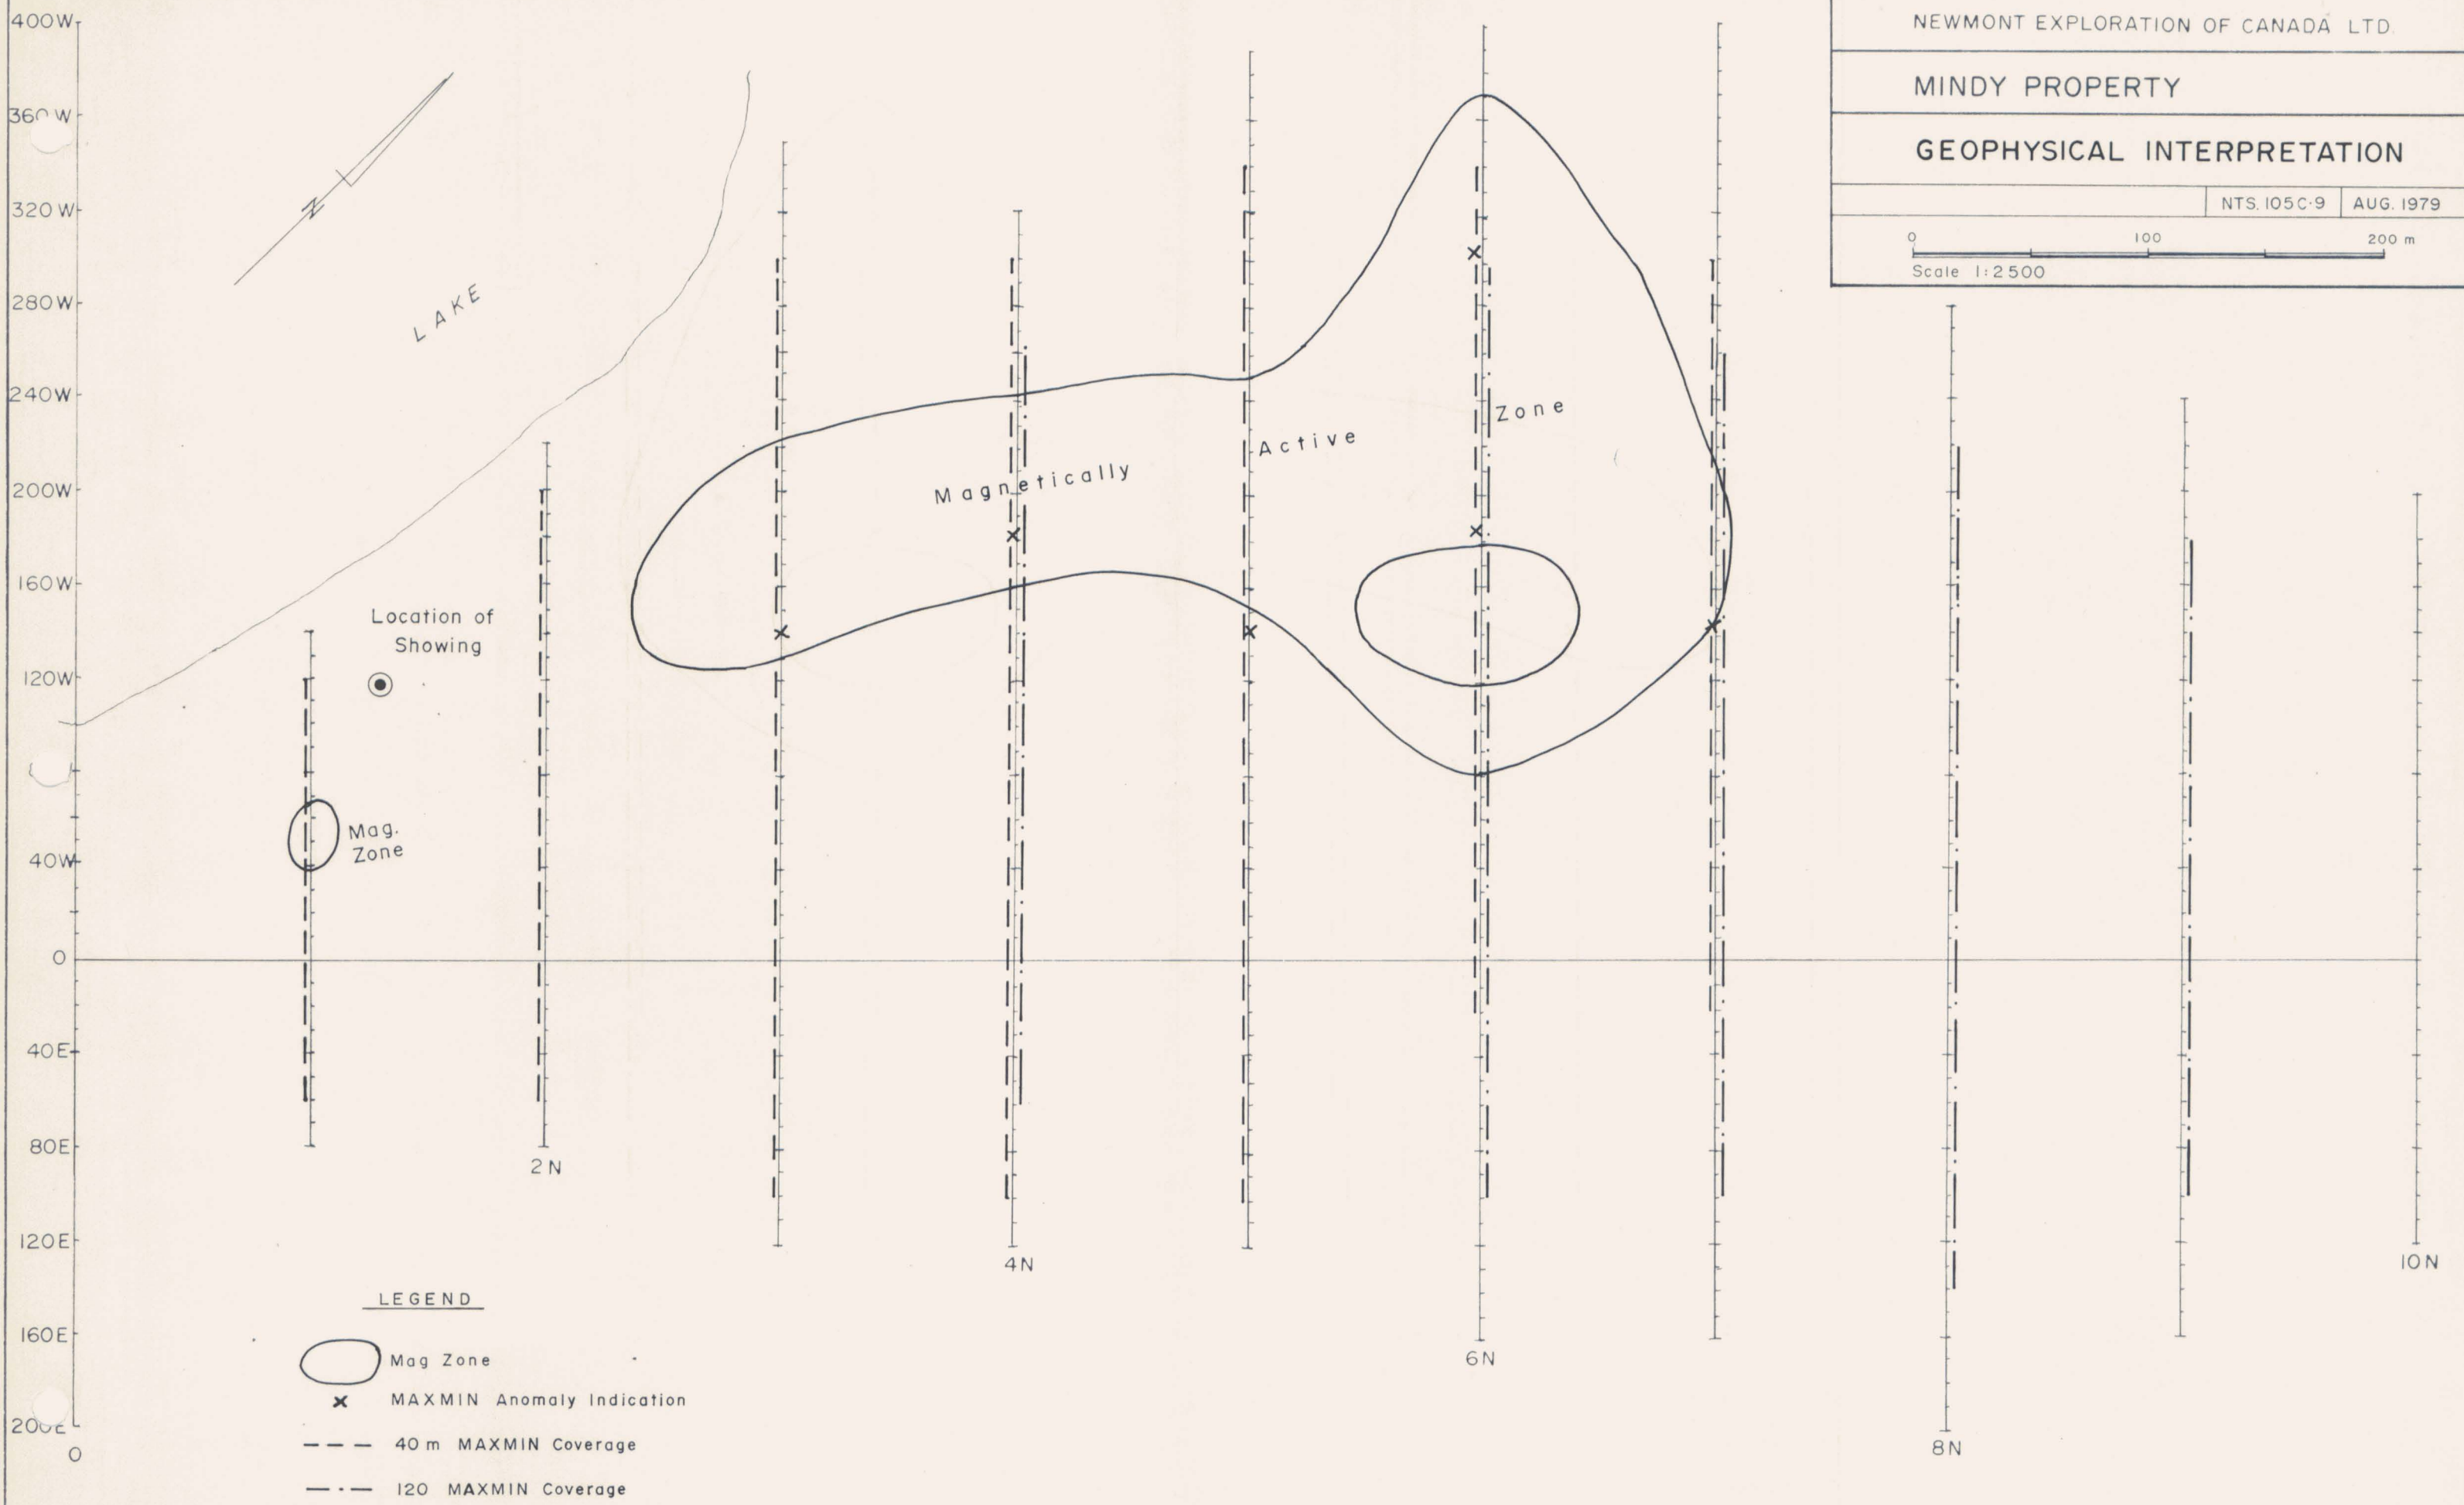 NEWMONT EXPLORATION OF CANADA LTD.
MINDY PROPERTY
GEOPHYSICAL INTERPRETATION
NTS. 105C-9 AUG. 1979
0 100 200 m
Scale 1:2500
400W
360W
320W
280W
240W
200W
160W
120W
40W
0
40E
80E
120E
160E
200E
0
N
LAKE
Zone
Active
Magnetically
Location of
Showing
Mag.
Zone
2N
4N
6N
8N
10N
LEGEND
Mag Zone
x MAXMIN Anomaly Indication
40 m MAXMIN Coverage
120 MAXMIN Coverage